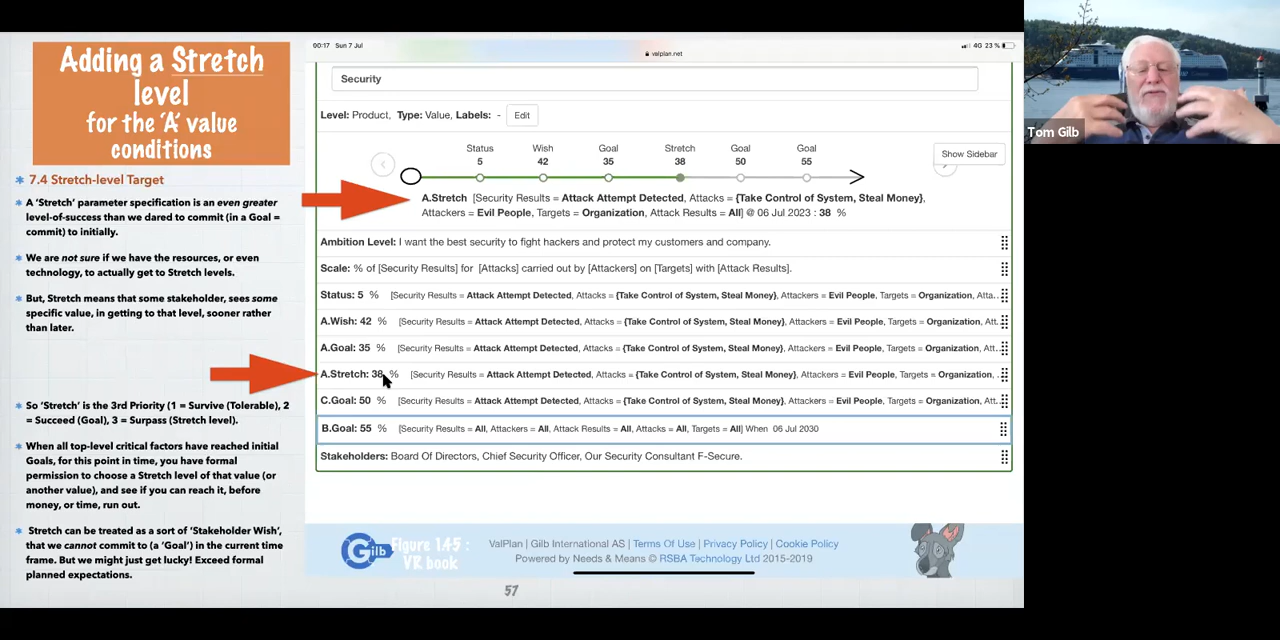 Adding a Stretch
level
for the 'A' value
conditions
7.4 Stretch-level Target
A 'Stretch' parameter specification is an even greater
level-of-success than we dared to commit (in a Goal =
commit) to initially.
We are not sure if we have the resources, or even
technology, to actually get to Stretch levels.
But, Stretch means that some stakeholder, sees some
specific value, in getting to that level, sooner rather
than later.
So 'Stretch' is the 3rd Priority (1 = Survive (Tolerable), 2
= Succeed (Goal), 3 = Surpass (Stretch level).
When all top-level critical factors have reached initial
Goals, for this point in time, you have formal
permission to choose a Stretch level of that value (or
another value), and see if you can reach it, before
money, or time, run out.
Stretch can be treated as a sort of 'Stakeholder Wish',
that we cannot commit to (a 'Goal') in the current time
frame. But we might just get lucky! Exceed formal
planned expectations.
00:17 Sun 7 Jul
valplan.net
4G 23 %
Security
Level: Product, Type: Value, Labels: - Edit
Status Wish Goal Stretch Goal Goal
5 42 35 38 50 55
Show Sidebar
A.Stretch [Security Results = Attack Attempt Detected, Attacks = {Take Control of System, Steal Money},
Attackers = Evil People, Targets = Organization, Attack Results = All] @ 06 Jul 2023 : 38 %
Ambition Level: I want the best security to fight hackers and protect my customers and company.
Scale: % of [Security Results] for [Attacks] carried out by [Attackers] on [Targets] with [Attack Results].
Status: 5 % [Security Results = Attack Attempt Detected, Attacks = {Take Control of System, Steal Money}, Attackers = Evil People, Targets = Organization, Atta...
A.Wish: 42 % [Security Results = Attack Attempt Detected, Attacks = {Take Control of System, Steal Money}, Attackers = Evil People, Targets = Organization, Att...
A.Goal: 35 % [Security Results = Attack Attempt Detected, Attacks = {Take Control of System, Steal Money}, Attackers = Evil People, Targets = Organization, Att...
A.Stretch: 38 % [Security Results = Attack Attempt Detected, Attacks = {Take Control of System, Steal Money}, Attackers = Evil People, Targets = Organization, ...
C.Goal: 50 % [Security Results = Attack Attempt Detected, Attacks = {Take Control of System, Steal Money}, Attackers = Evil People, Targets = Organization, Att...
B.Goal: 55 % [Security Results = All, Attackers = All, Attack Results = All, Attacks = All, Targets = All] When 06 Jul 2030
Stakeholders: Board Of Directors, Chief Security Officer, Our Security Consultant F-Secure.
Gilb
Figure 1.4.5 :
VR book
ValPlan | Gilb International AS | Terms Of Use | Privacy Policy | Cookie Policy
Powered by Needs & Means © RSBA Technology Ltd 2015-2019
57
Tom Gilb